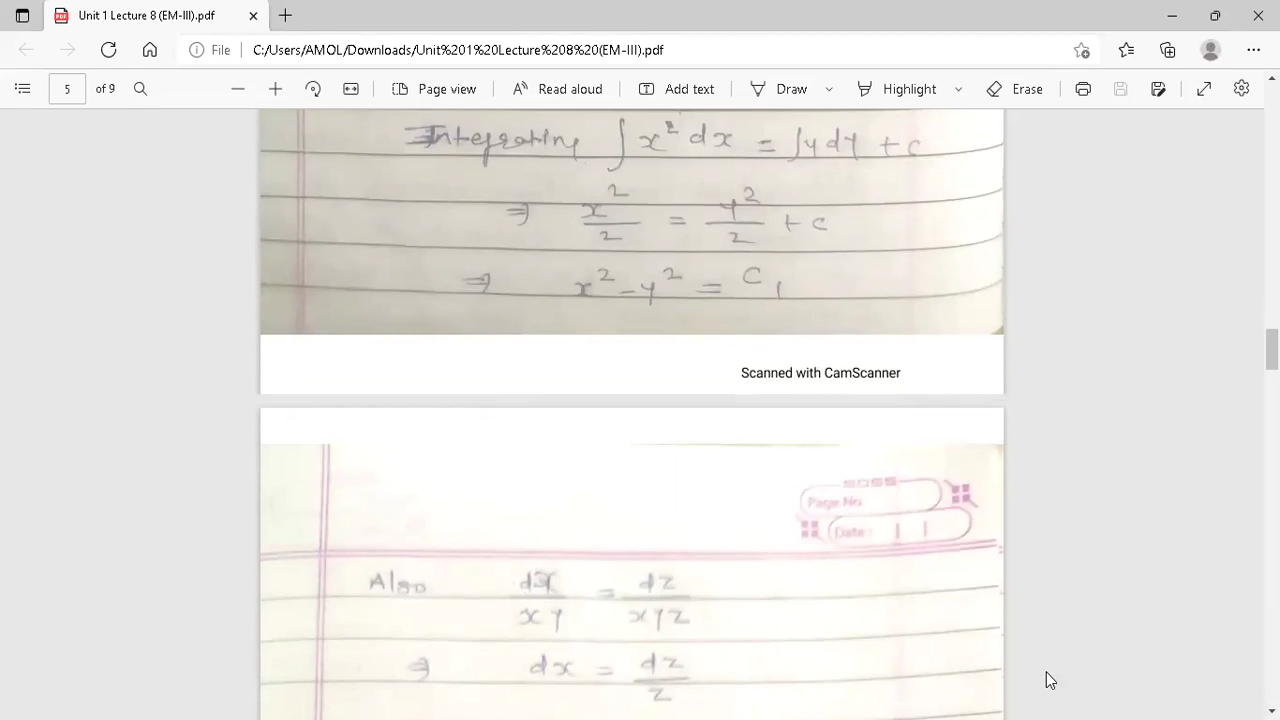 Unit 1 Lecture 8 (EM-III).pdf
File C:/Users/AMOL/Downloads/Unit%201%20Lecture%208%20(EM-III).pdf
5 of 9 Page view Read aloud Add text Draw Highlight Erase
Integrating ∫ x² dx = ∫ y dy + c
⇒ x²/2 = y²/2 + c
⇒ x² - y² = C₁
Scanned with CamScanner
Page No.
Date :
Also dx/xy = dz/xyz
⇒ dx = dz/z